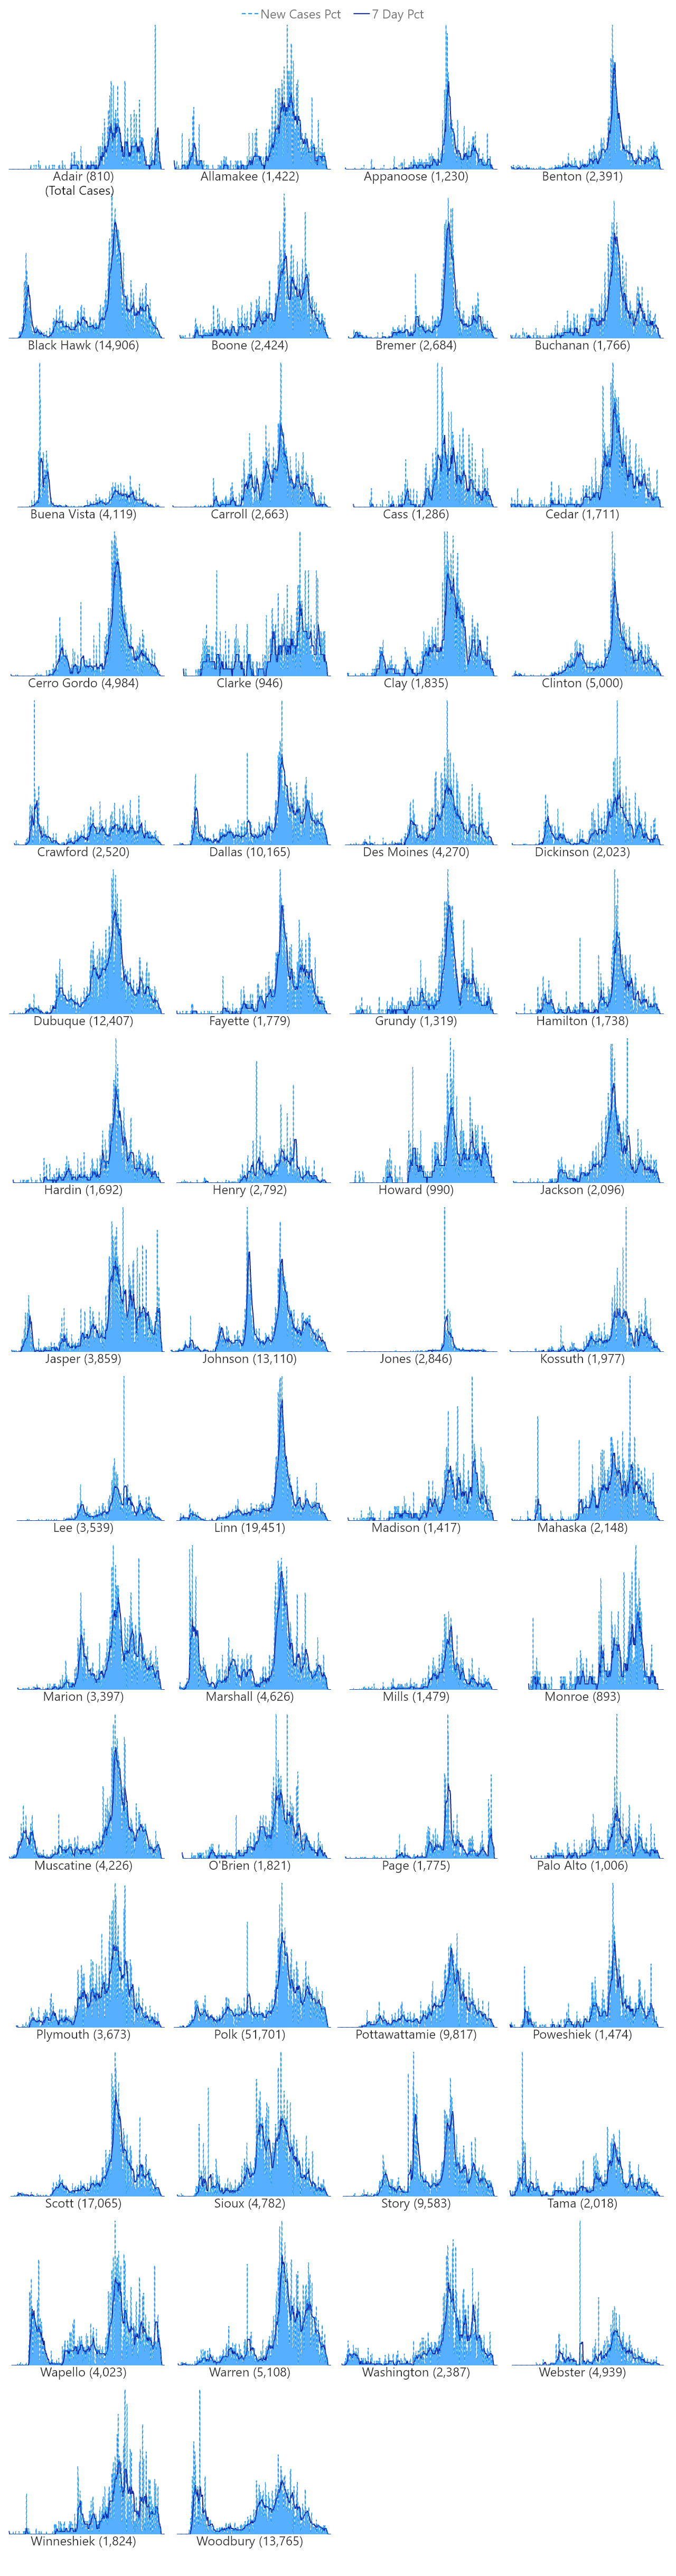 New Cases Pct 7 Day Pct
Adair (810) Allamakee (1,422) Appanoose (1,230) Benton (2,391)
(Total Cases)
Black Hawk (14,906) Boone (2,424) Bremer (2,684) Buchanan (1,766)
Buena Vista (4,119) Carroll (2,663) Cass (1,286) Cedar (1,711)
Cerro Gordo (4,984) Clarke (946) Clay (1,835) Clinton (5,000)
Crawford (2,520) Dallas (10,165) Des Moines (4,270) Dickinson (2,023)
Dubuque (12,407) Fayette (1,779) Grundy (1,319) Hamilton (1,738)
Hardin (1,692) Henry (2,792) Howard (990) Jackson (2,096)
Jasper (3,859) Johnson (13,110) Jones (2,846) Kossuth (1,977)
Lee (3,539) Linn (19,451) Madison (1,417) Mahaska (2,148)
Marion (3,397) Marshall (4,626) Mills (1,479) Monroe (893)
Muscatine (4,226) O'Brien (1,821) Page (1,775) Palo Alto (1,006)
Plymouth (3,673) Polk (51,701) Pottawattamie (9,817) Poweshiek (1,474)
Scott (17,065) Sioux (4,782) Story (9,583) Tama (2,018)
Wapello (4,023) Warren (5,108) Washington (2,387) Webster (4,939)
Winneshiek (1,824) Woodbury (13,765)